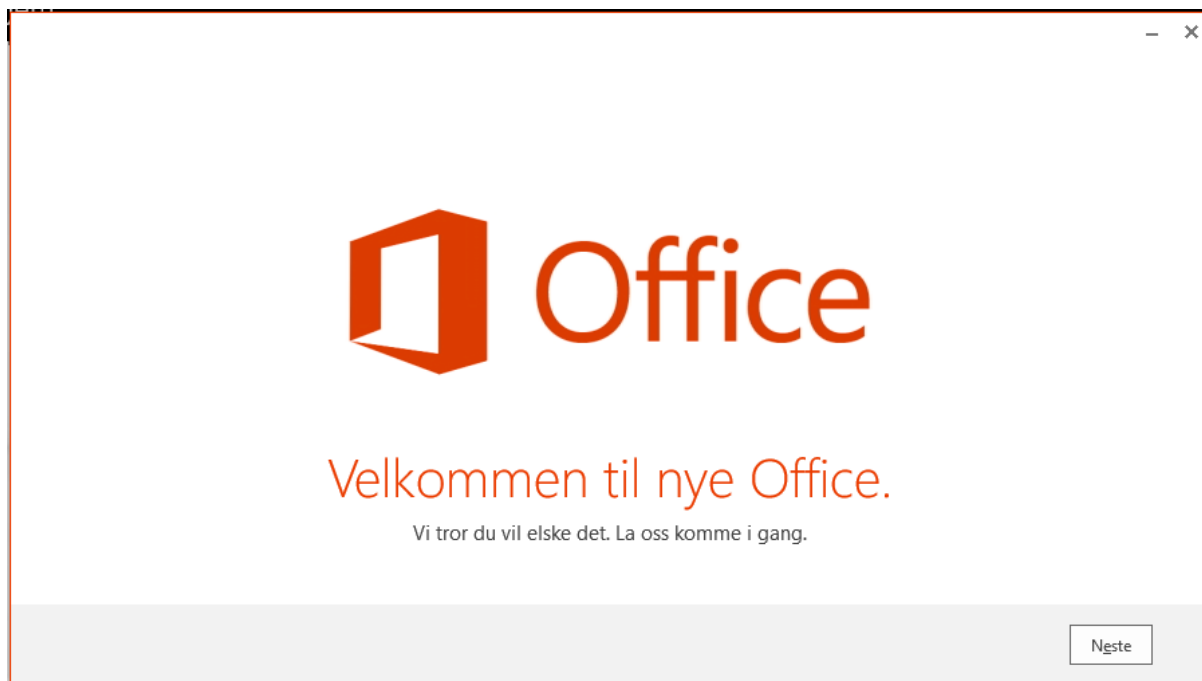 Office
Velkommen til nye Office.
Vi tror du vil elske det. La oss komme i gang.
Neste